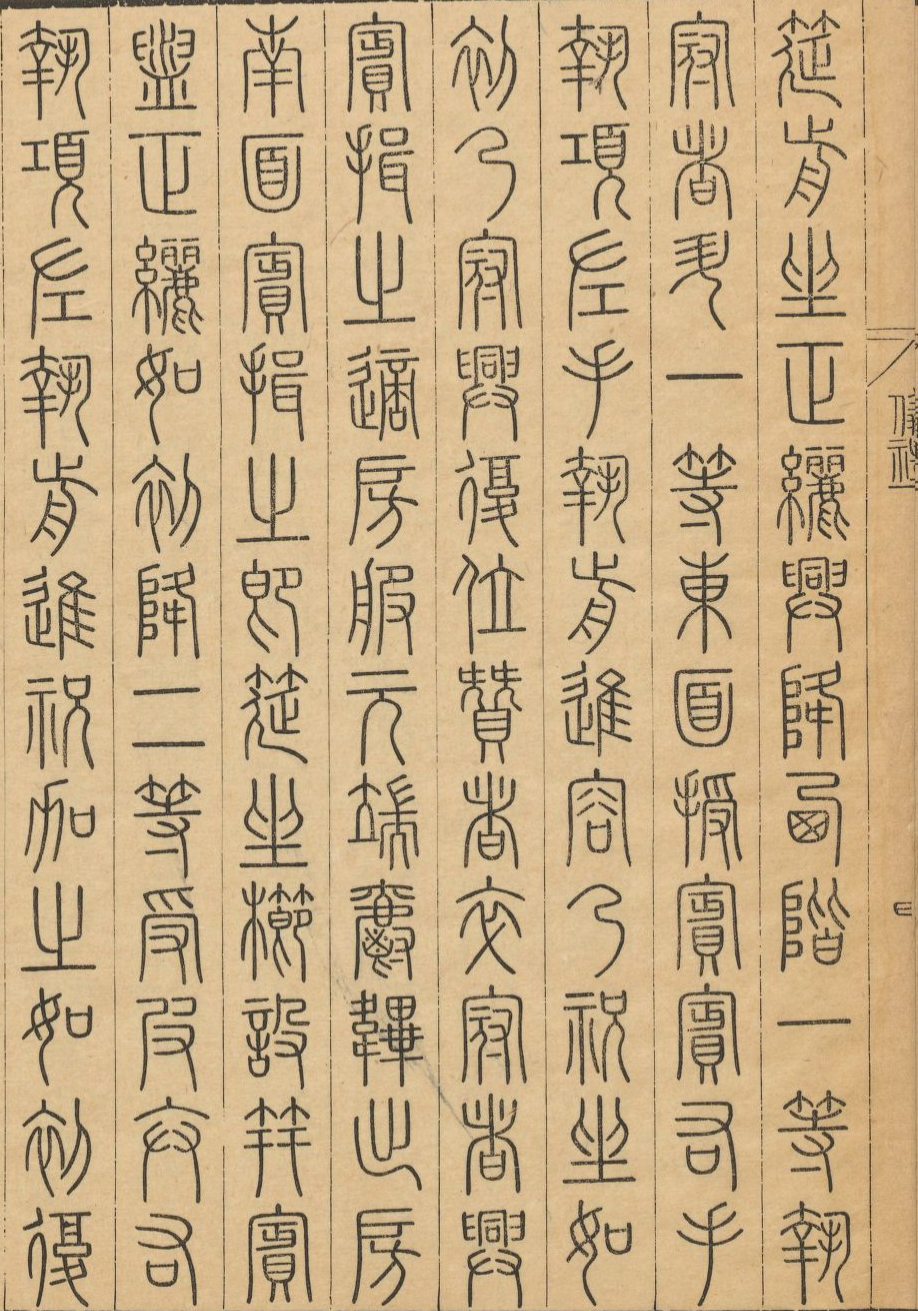 儀禮
筵前坐正纚興降西階一等執
冠者升一等東面授賓賓右手
執項左手執前進容乃祝坐如
初乃冠興復位贊者卒冠者興
賓揖之適房服元端爵韠出房
南面賓揖之即筵坐櫛設笄賓
盥正纚如初降二等受皮弁右
執項左執前進祝加之如初復